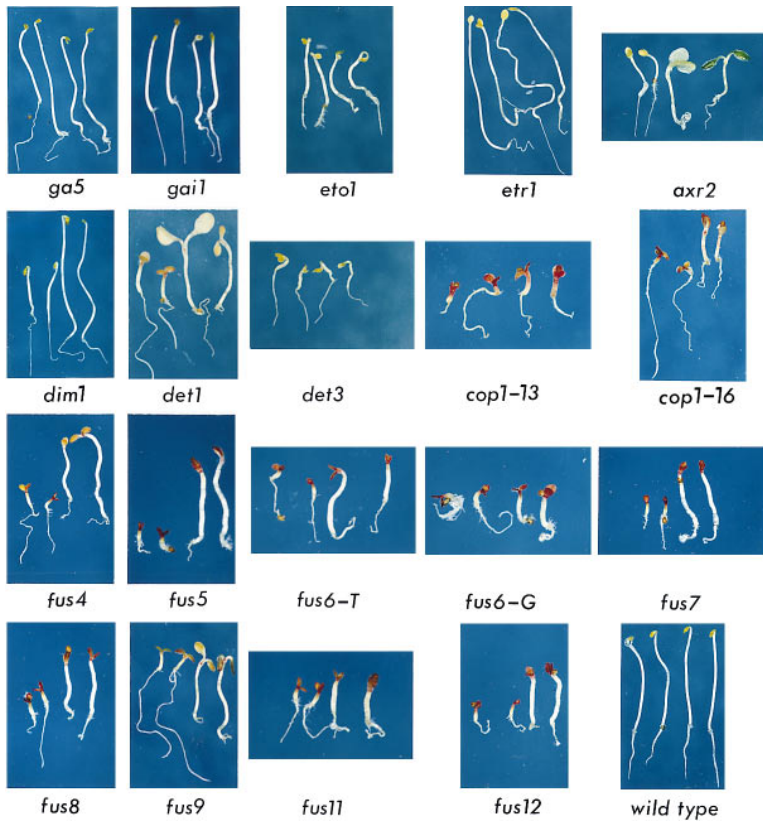 ga5 gai1 eto1 etr1 axr2
dim1 det1 det3 cop1-13 cop1-16
fus4 fus5 fus6-T fus6-G fus7
fus8 fus9 fus11 fus12 wild type